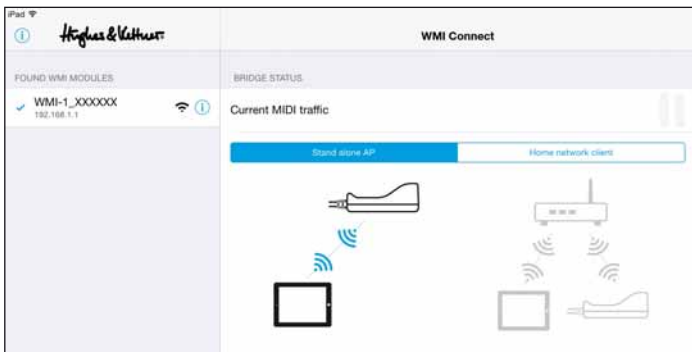 iPad
Hughes & Kettner
WMI Connect
FOUND WMI MODULES
WMI-1_XXXXXX
192.168.1.1
BRIDGE STATUS
Current MIDI traffic
Stand alone AP
Home network client